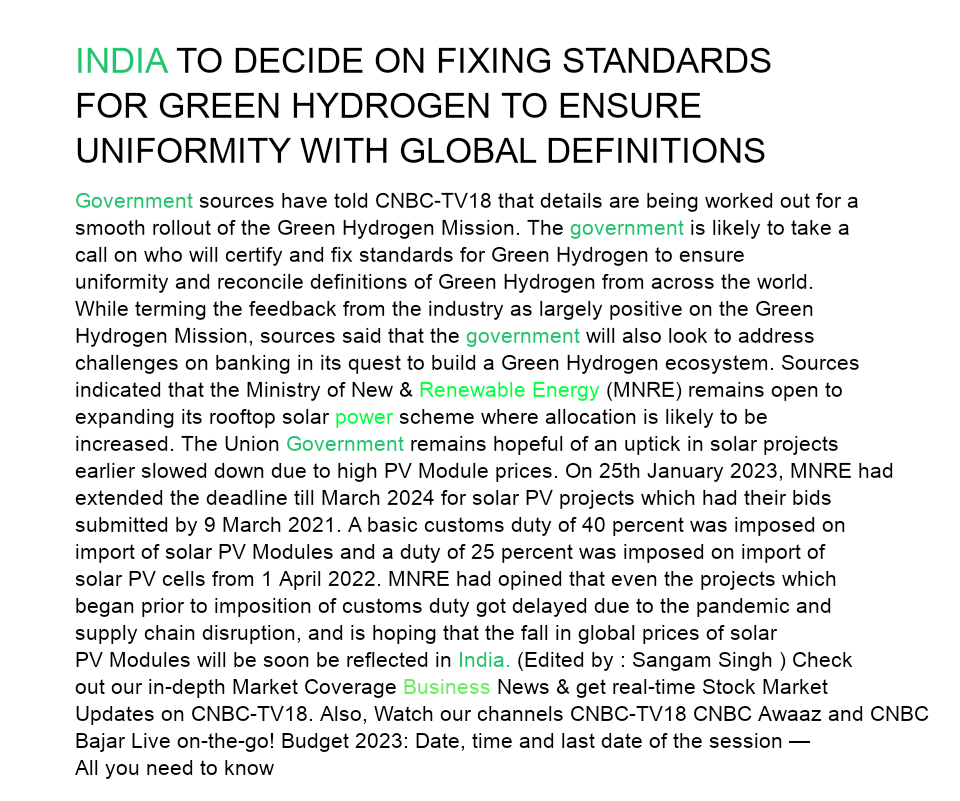 INDIA TO DECIDE ON FIXING STANDARDS
FOR GREEN HYDROGEN TO ENSURE
UNIFORMITY WITH GLOBAL DEFINITIONS
Government sources have told CNBC-TV18 that details are being worked out for a
smooth rollout of the Green Hydrogen Mission. The government is likely to take a
call on who will certify and fix standards for Green Hydrogen to ensure
uniformity and reconcile definitions of Green Hydrogen from across the world.
While terming the feedback from the industry as largely positive on the Green
Hydrogen Mission, sources said that the government will also look to address
challenges on banking in its quest to build a Green Hydrogen ecosystem. Sources
indicated that the Ministry of New & Renewable Energy (MNRE) remains open to
expanding its rooftop solar power scheme where allocation is likely to be
increased. The Union Government remains hopeful of an uptick in solar projects
earlier slowed down due to high PV Module prices. On 25th January 2023, MNRE had
extended the deadline till March 2024 for solar PV projects which had their bids
submitted by 9 March 2021. A basic customs duty of 40 percent was imposed on
import of solar PV Modules and a duty of 25 percent was imposed on import of
solar PV cells from 1 April 2022. MNRE had opined that even the projects which
began prior to imposition of customs duty got delayed due to the pandemic and
supply chain disruption, and is hoping that the fall in global prices of solar
PV Modules will be soon be reflected in India. (Edited by : Sangam Singh ) Check
out our in-depth Market Coverage Business News & get real-time Stock Market
Updates on CNBC-TV18. Also, Watch our channels CNBC-TV18 CNBC Awaaz and CNBC
Bajar Live on-the-go! Budget 2023: Date, time and last date of the session —
All you need to know